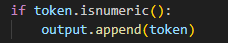 if token.isnumeric():
    output.append(token)